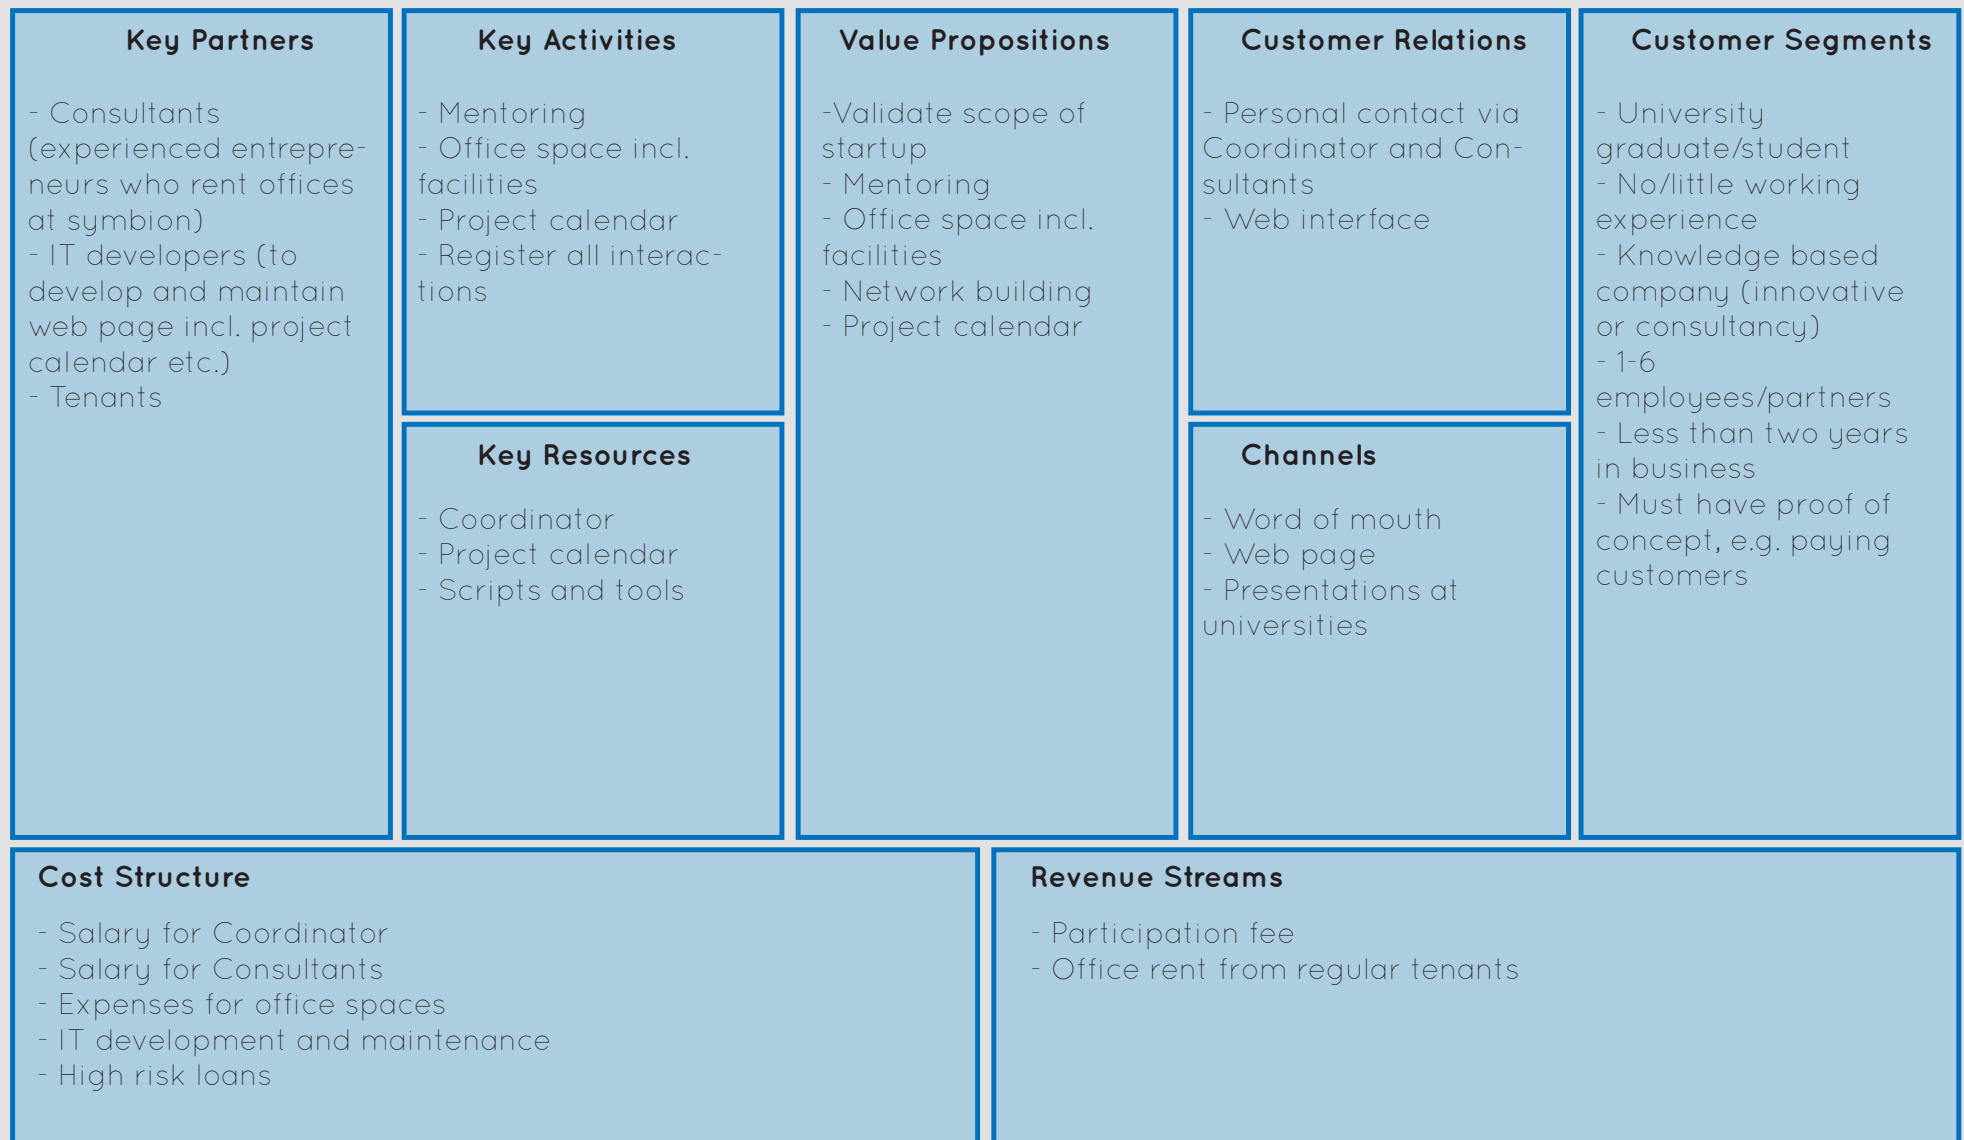 Key Partners
- Consultants
(experienced entrepre-
neurs who rent offices
at symbion)
- IT developers (to
develop and maintain
web page incl. project
calendar etc.)
- Tenants
Key Activities
- Mentoring
- Office space incl.
facilities
- Project calendar
- Register all interac-
tions
Key Resources
- Coordinator
- Project calendar
- Scripts and tools
Value Propositions
-Validate scope of
startup
- Mentoring
- Office space incl.
facilities
- Network building
- Project calendar
Customer Relations
- Personal contact via
Coordinator and Con-
sultants
- Web interface
Channels
- Word of mouth
- Web page
- Presentations at
universities
Customer Segments
- University
graduate/student
- No/little working
experience
- Knowledge based
company (innovative
or consultancy)
- 1-6
employees/partners
- Less than two years
in business
- Must have proof of
concept, e.g. paying
customers
Cost Structure
- Salary for Coordinator
- Salary for Consultants
- Expenses for office spaces
- IT development and maintenance
- High risk loans
Revenue Streams
- Participation fee
- Office rent from regular tenants